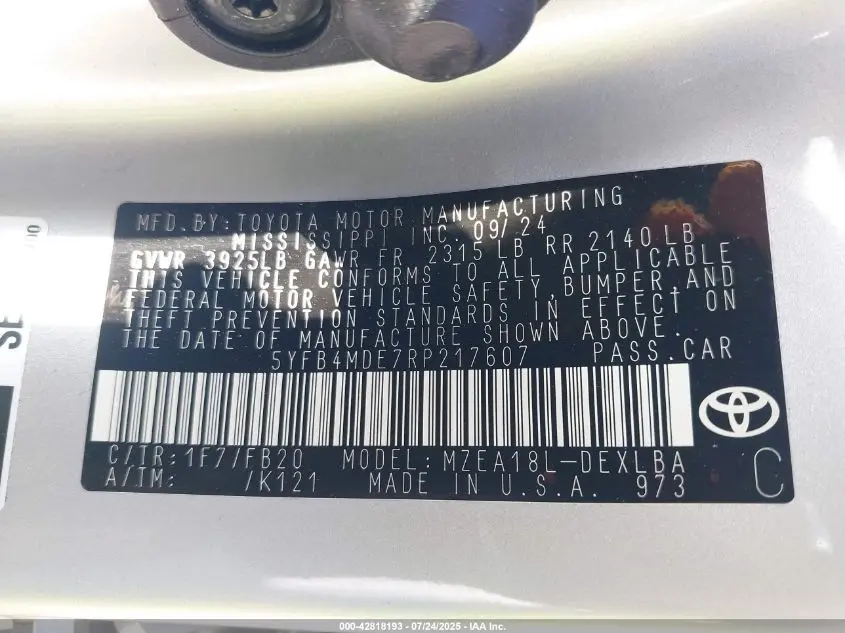 MFD. BY: TOYOTA MOTOR MANUFACTURING
MISSISSIPPI INC. 09/24
GVWR 3925LB GAWR FR 2315 LB RR 2140 LB
THIS VEHICLE CONFORMS TO ALL APPLICABLE
FEDERAL MOTOR VEHICLE SAFETY, BUMPER, AND
THEFT PREVENTION STANDARDS IN EFFECT ON
THE DATE OF MANUFACTURE SHOWN ABOVE.
5YFB4MDE7RP217607 PASS. CAR
C/TR: 1F7/FB20 MODEL: MZEA18L-DEXLBA
A/TM: /K121 MADE IN U.S.A. 973
C
SE
000-42818193 - 07/24/2025 - IAA Inc.